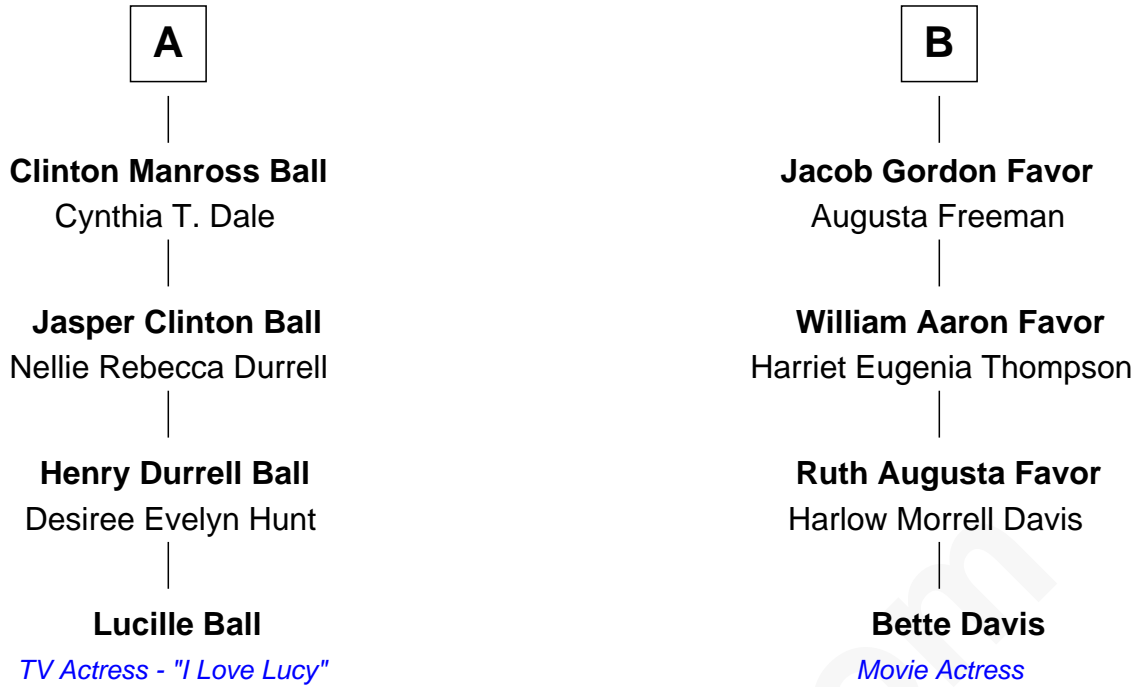 A
Clinton Manross Ball
Cynthia T. Dale
Jasper Clinton Ball
Nellie Rebecca Durrell
Henry Durrell Ball
Desiree Evelyn Hunt
Lucille Ball
TV Actress - "I Love Lucy"
B
Jacob Gordon Favor
Augusta Freeman
William Aaron Favor
Harriet Eugenia Thompson
Ruth Augusta Favor
Harlow Morrell Davis
Bette Davis
Movie Actress